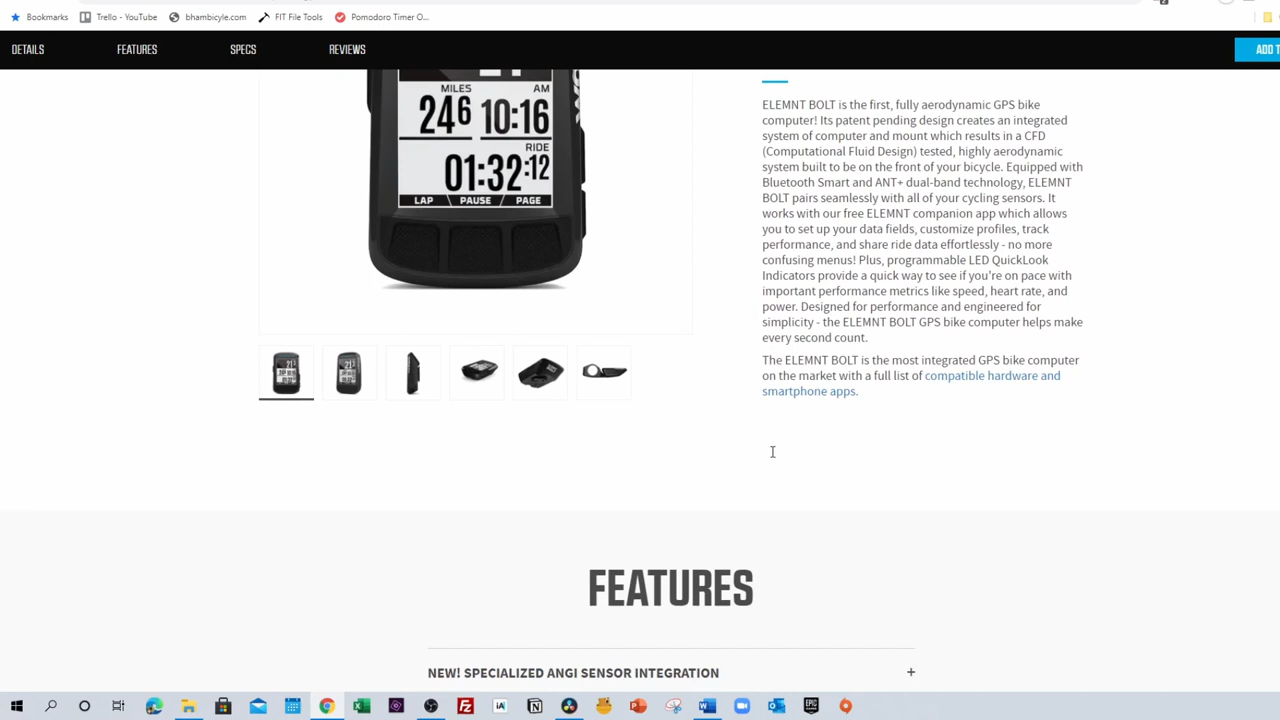 Bookmarks Trello - YouTube bhambicyle.com FIT File Tools Pomodoro Timer O...
DETAILS FEATURES SPECS REVIEWS ADD T
MILES AM
246 10:16
RIDE
01:32:12
LAP PAUSE PAGE
ELEMNT BOLT is the first, fully aerodynamic GPS bike
computer! Its patent pending design creates an integrated
system of computer and mount which results in a CFD
(Computational Fluid Design) tested, highly aerodynamic
system built to be on the front of your bicycle. Equipped with
Bluetooth Smart and ANT+ dual-band technology, ELEMNT
BOLT pairs seamlessly with all of your cycling sensors. It
works with our free ELEMNT companion app which allows
you to set up your data fields, customize profiles, track
performance, and share ride data effortlessly - no more
confusing menus! Plus, programmable LED QuickLook
Indicators provide a quick way to see if you're on pace with
important performance metrics like speed, heart rate, and
power. Designed for performance and engineered for
simplicity - the ELEMNT BOLT GPS bike computer helps make
every second count.
The ELEMNT BOLT is the most integrated GPS bike computer
on the market with a full list of compatible hardware and
smartphone apps.
FEATURES
NEW! SPECIALIZED ANGI SENSOR INTEGRATION +